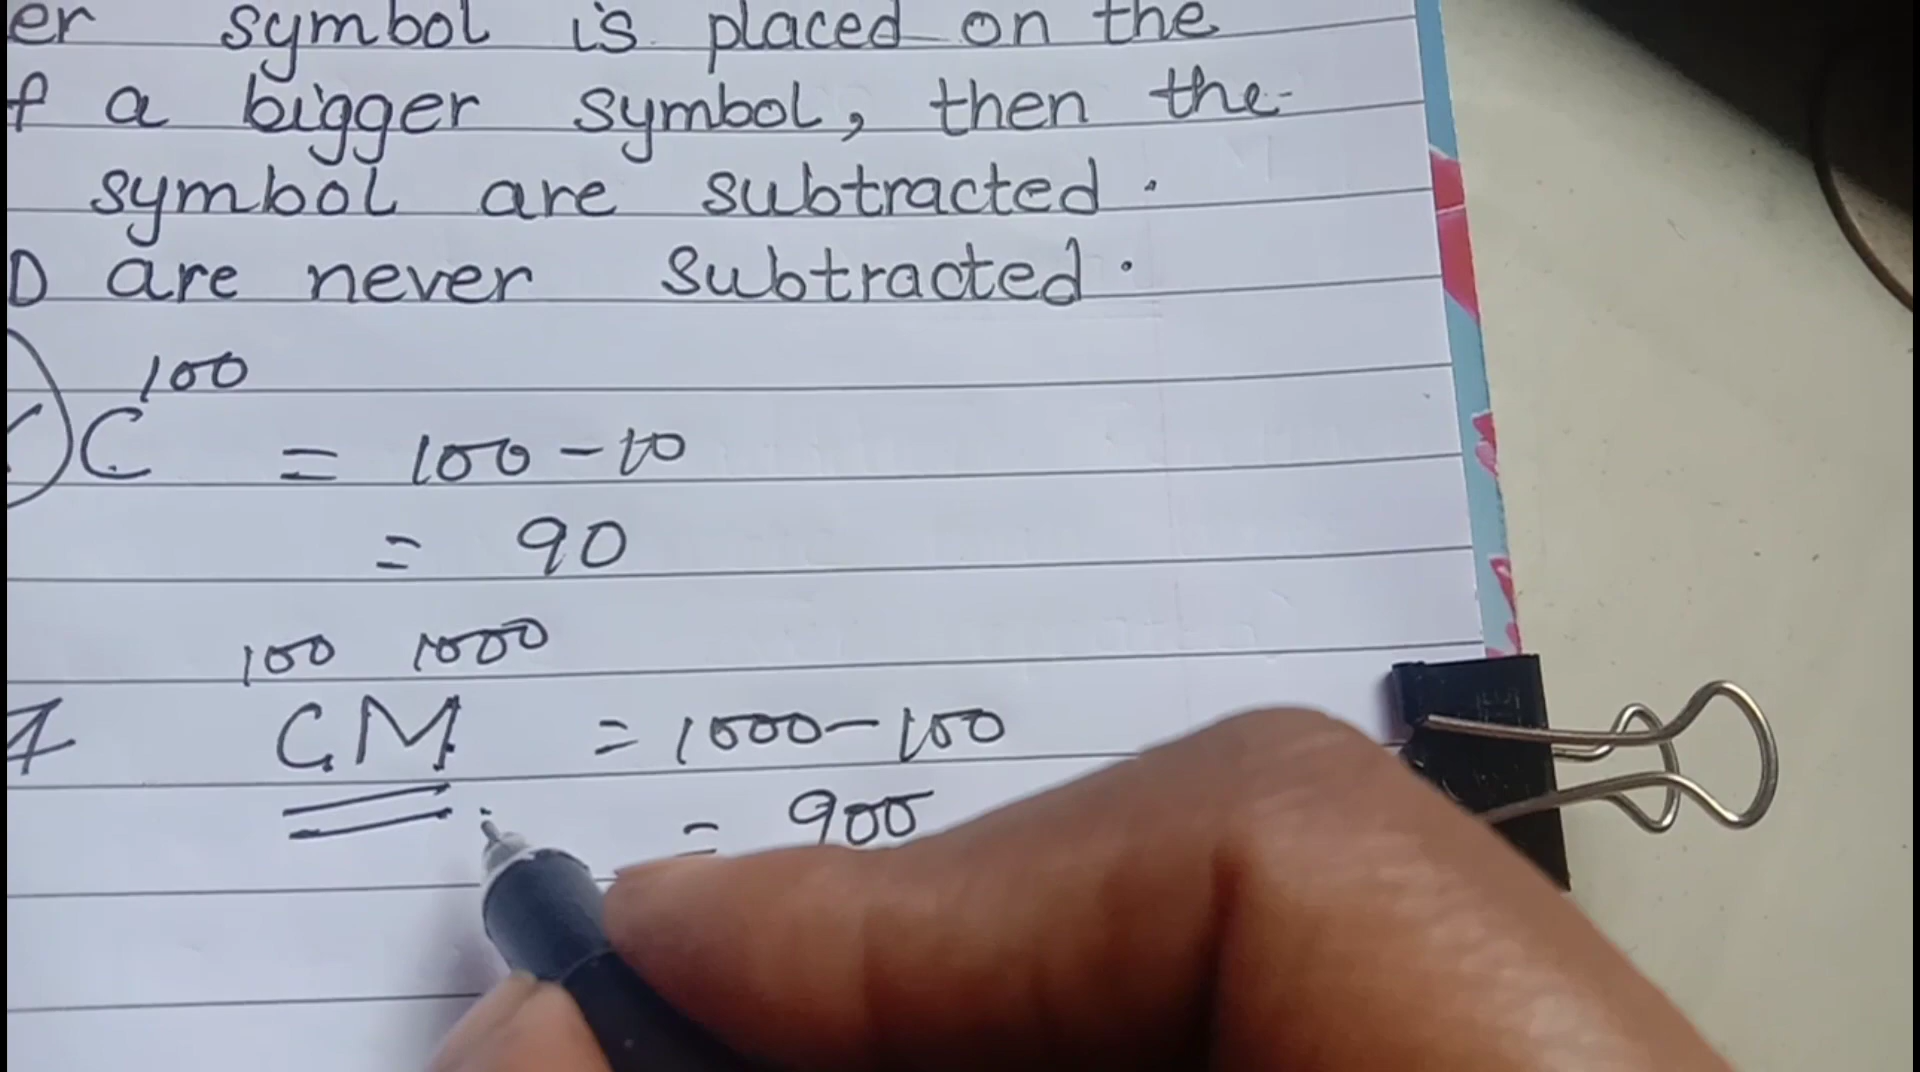 er symbol is placed on the
f a bigger symbol, then the
symbol are subtracted.
D are never subtracted.
100
C = 100-10
= 90
100 1000
CM = 1000-100
= 900